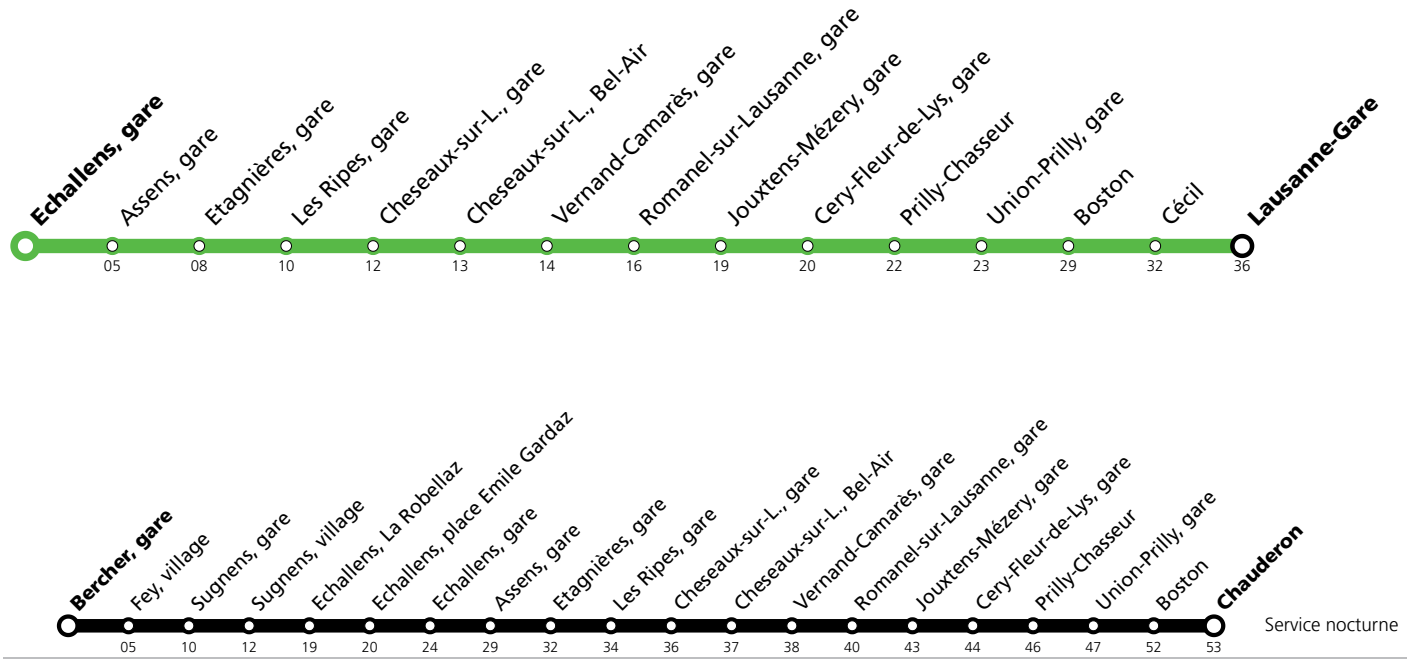 Echallens, gare
Assens, gare
Etagnières, gare
Les Ripes, gare
Cheseaux-sur-L., gare
Cheseaux-sur-L., Bel-Air
Vernand-Camarès, gare
Romanel-sur-Lausanne, gare
Jouxtens-Mézery, gare
Cery-Fleur-de-Lys, gare
Prilly-Chasseur
Union-Prilly, gare
Boston
Cécil
Lausanne-Gare
05 08 10 12 13 14 16 19 20 22 23 29 32 36
Bercher, gare
Fey, village
Sugnens, gare
Sugnens, village
Echallens, La Robellaz
Echallens, place Emile Gardaz
Echallens, gare
Assens, gare
Etagnières, gare
Les Ripes, gare
Cheseaux-sur-L., gare
Cheseaux-sur-L., Bel-Air
Vernand-Camarès, gare
Romanel-sur-Lausanne, gare
Jouxtens-Mézery, gare
Cery-Fleur-de-Lys, gare
Prilly-Chasseur
Union-Prilly, gare
Boston
Chauderon
Service nocturne
05 10 12 19 20 24 29 32 34 36 37 38 40 43 44 46 47 52 53